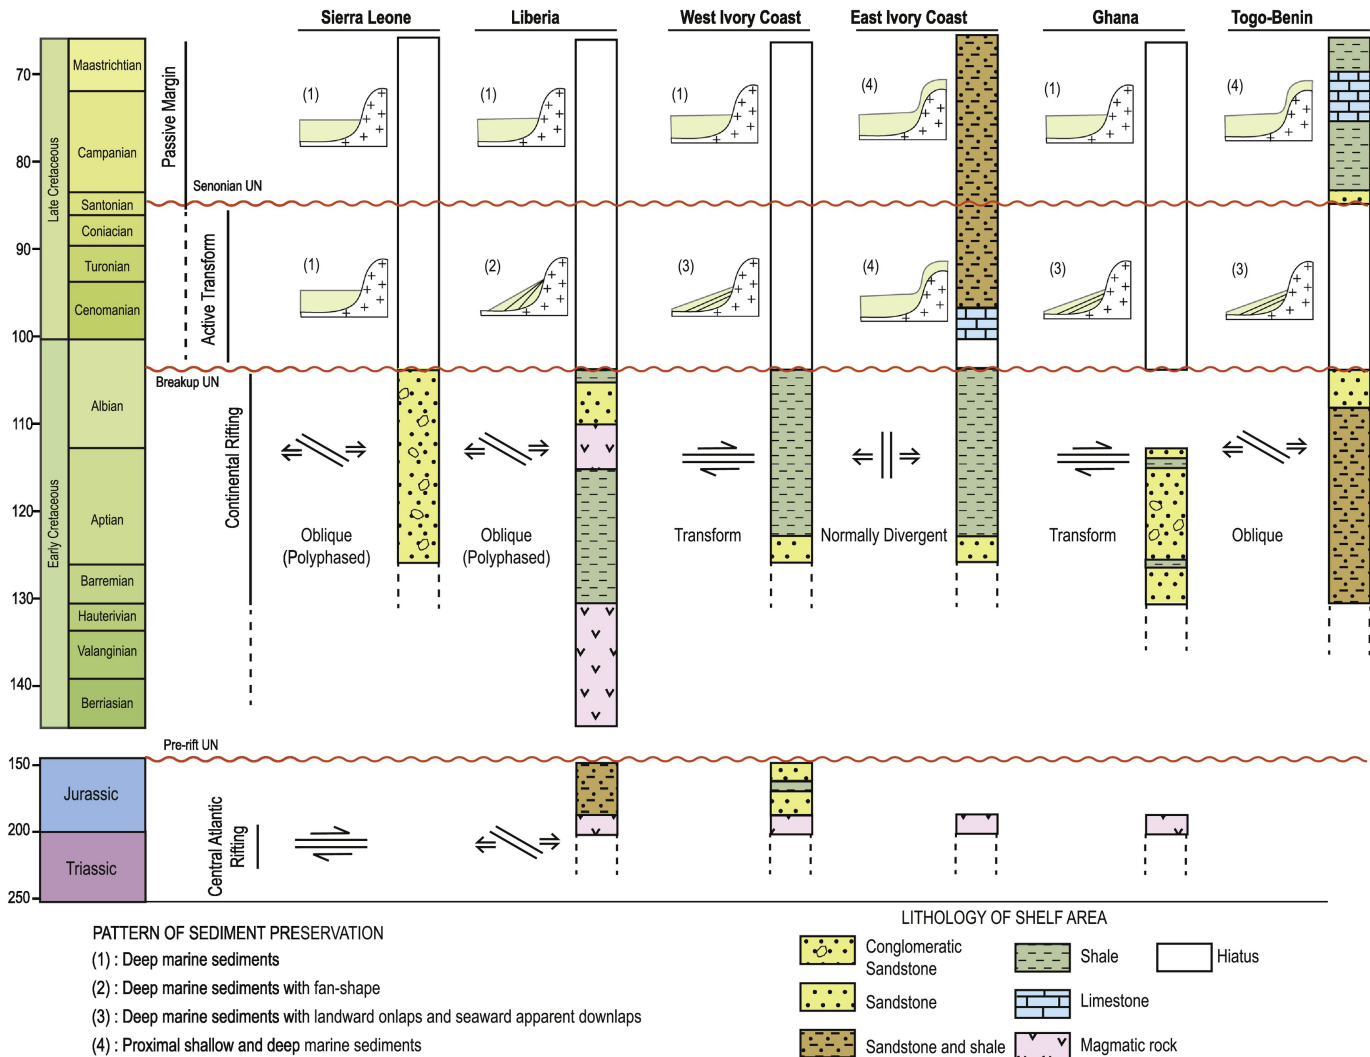 Sierra Leone
Liberia
West Ivory Coast
East Ivory Coast
Ghana
Togo-Benin
70
80
90
100
110
120
130
140
150
200
250
Late Cretaceous
Early Cretaceous
Maastrichtian
Campanian
Santonian
Coniacian
Turonian
Cenomanian
Albian
Aptian
Barremian
Hauterivian
Valanginian
Berriasian
Jurassic
Triassic
Passive Margin
Senonian UN
Active Transform
Breakup UN
Continental Rifting
Pre-rift UN
Central Atlantic
Rifting
(1)
(1)
(1)
(4)
(1)
(4)
(1)
(2)
(3)
(4)
(3)
(3)
Oblique
(Polyphased)
Oblique
(Polyphased)
Transform
Normally Divergent
Transform
Oblique
PATTERN OF SEDIMENT PRESERVATION
(1) : Deep marine sediments
(2) : Deep marine sediments with fan-shape
(3) : Deep marine sediments with landward onlaps and seaward apparent downlaps
(4) : Proximal shallow and deep marine sediments
LITHOLOGY OF SHELF AREA
Conglomeratic
Sandstone
Sandstone
Sandstone and shale
Shale
Limestone
Magmatic rock
Hiatus